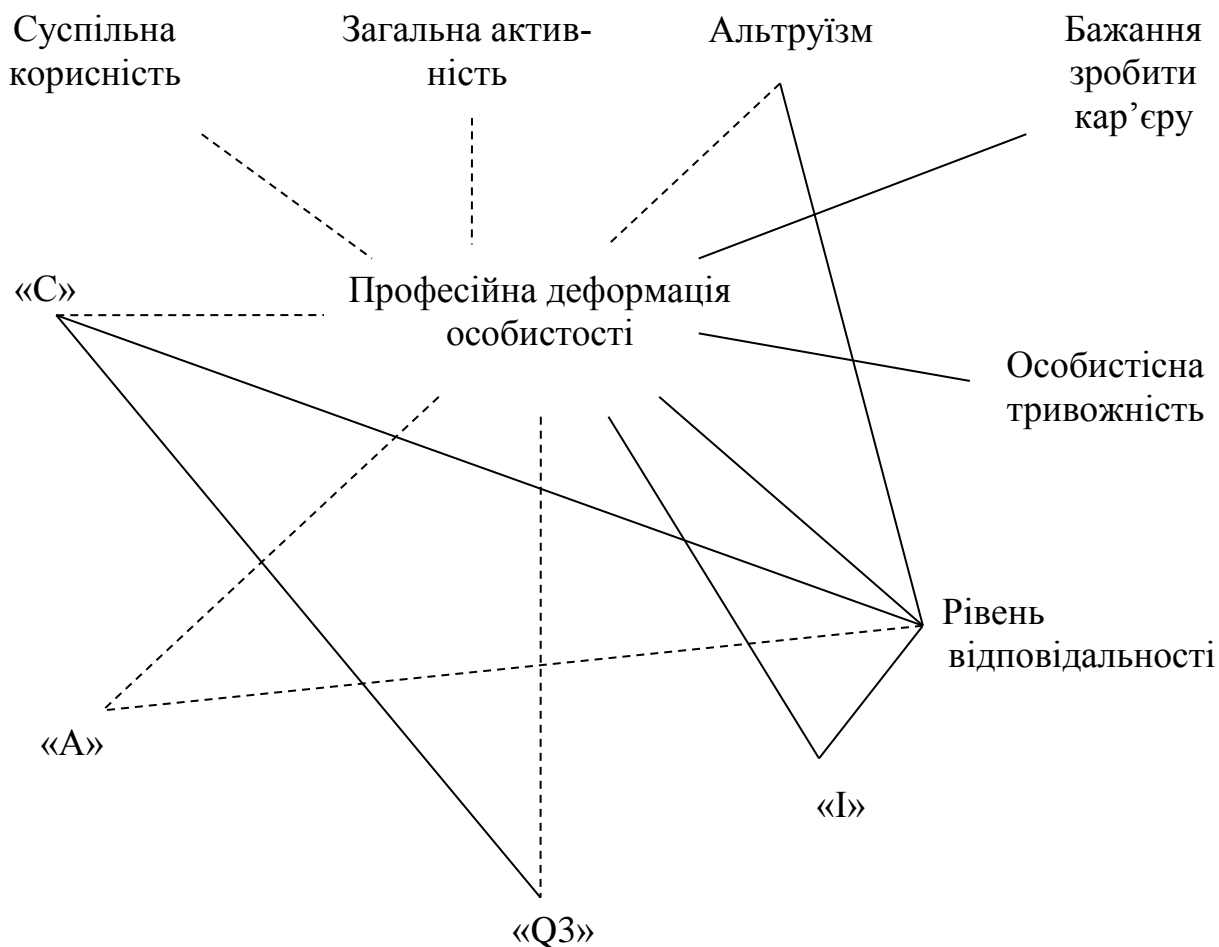 Суспільна
корисність
Загальна актив-
ність
Альтруїзм
Бажання
зробити
кар’єру
«С»
Професійна деформація
особистості
Особистісна
тривожність
Рівень
відповідальності
«А»
«І»
«Q3»